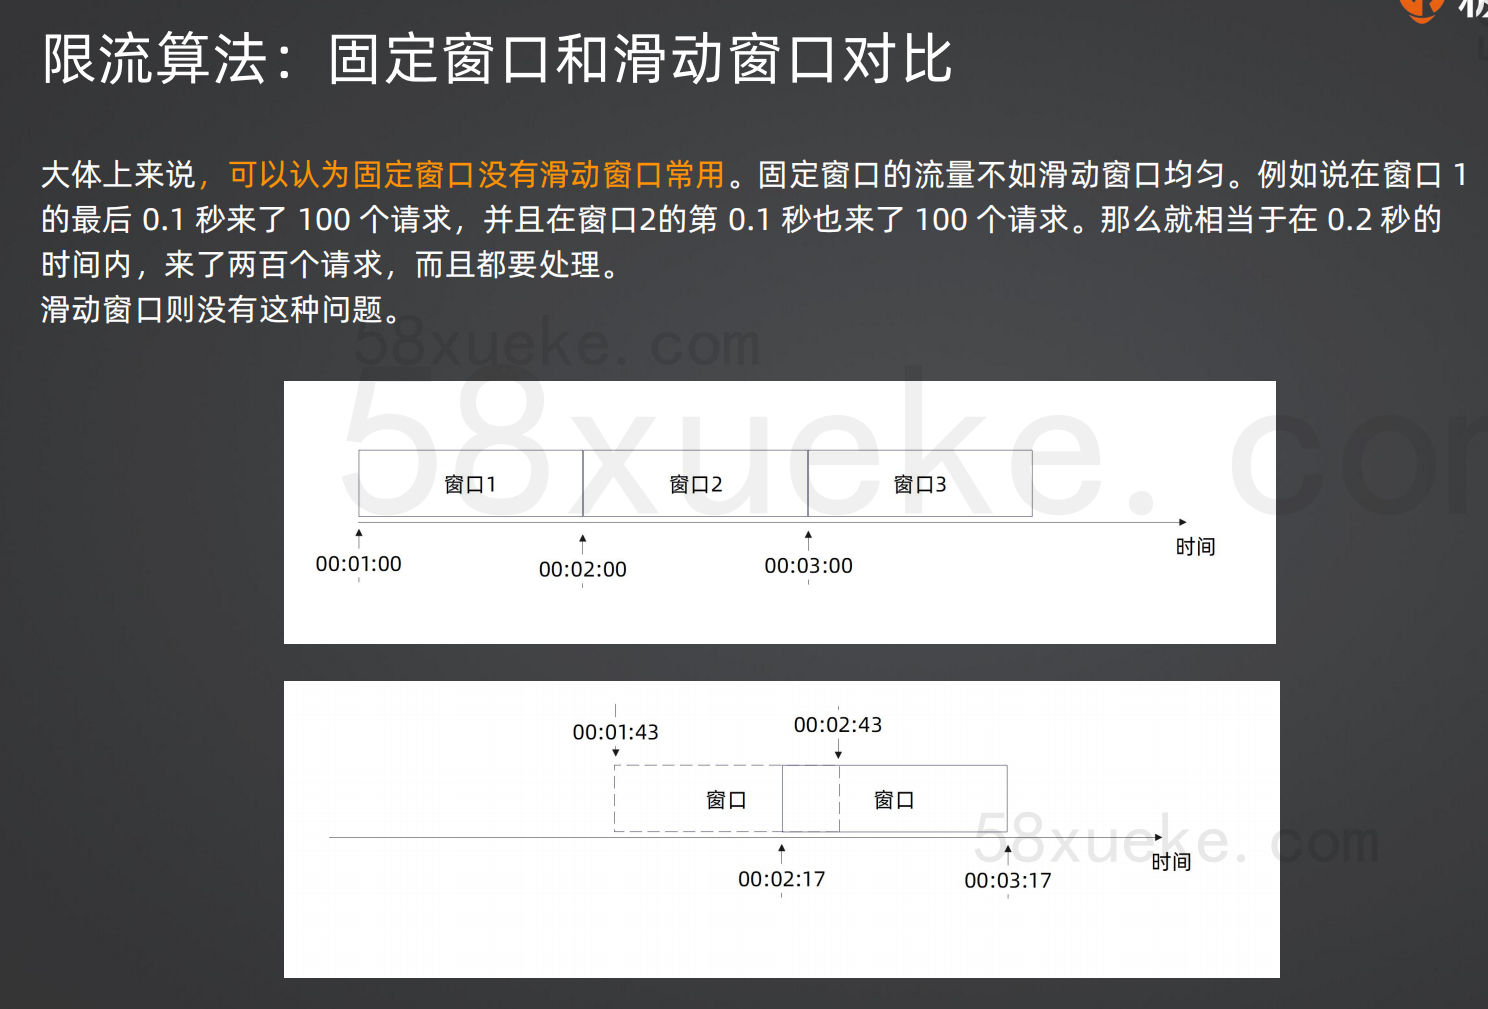 限流算法：固定窗口和滑动窗口对比
大体上来说，可以认为固定窗口没有滑动窗口常用。固定窗口的流量不如滑动窗口均匀。例如说在窗口 1
的最后 0.1 秒来了 100 个请求，并且在窗口2的第 0.1 秒也来了 100 个请求。那么就相当于在 0.2 秒的
时间内，来了两百个请求，而且都要处理。
滑动窗口则没有这种问题。
58xueke.com
58xueke.com
窗口1 窗口2 窗口3
时间
00:01:00 00:02:00 00:03:00
00:01:43 00:02:43
窗口 窗口
58xueke.com
时间
00:02:17 00:03:17